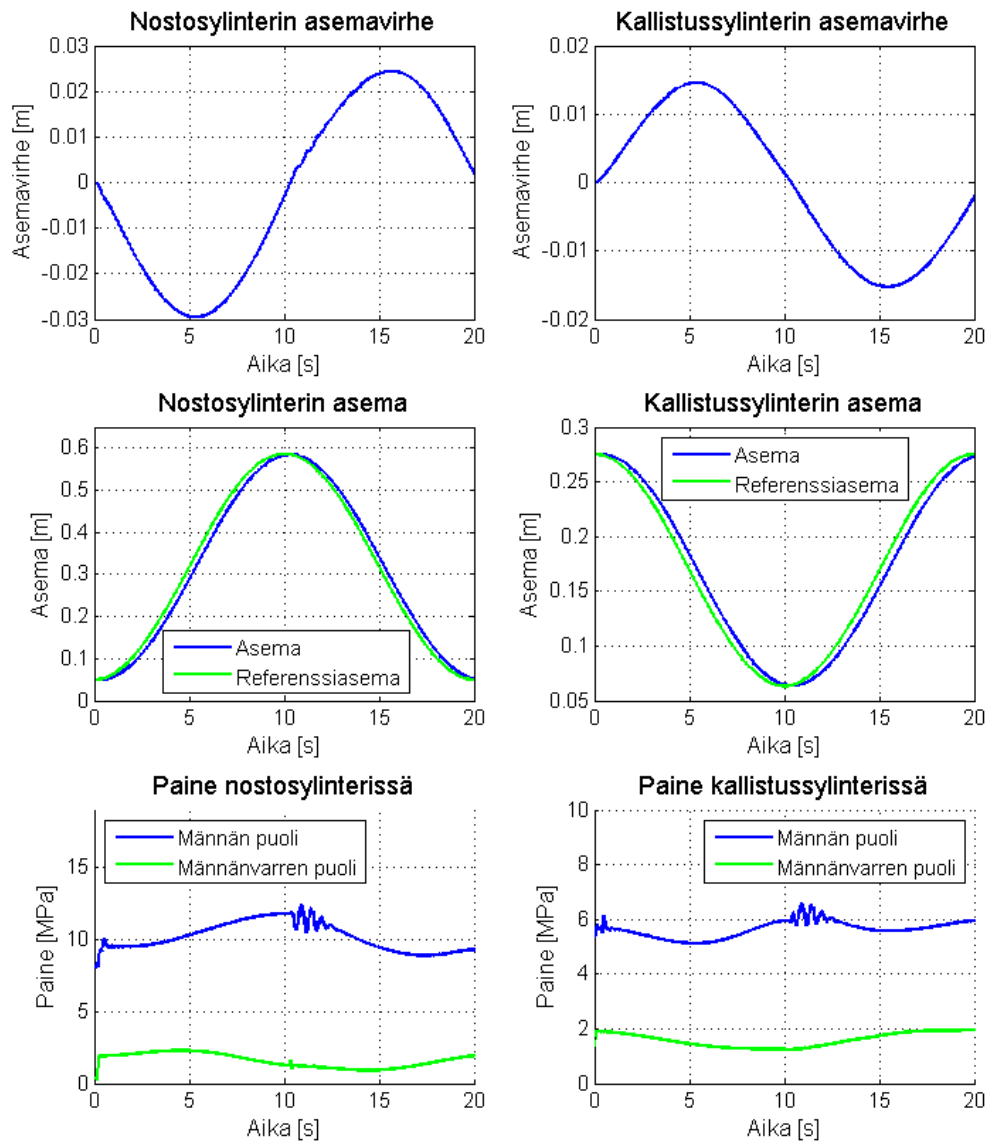 Nostosylinterin asemavirhe
0.03
0.02
0.01
0
-0.01
-0.02
-0.03
Asemavirhe [m]
0 5 10 15 20
Aika [s]
Kallistussylinterin asemavirhe
0.02
0.01
0
-0.01
-0.02
Asemavirhe [m]
0 5 10 15 20
Aika [s]
Nostosylinterin asema
0.6
0.5
0.4
0.3
0.2
0.1
0
Asema [m]
Asema
Referenssiasema
0 5 10 15 20
Aika [s]
Kallistussylinterin asema
0.3
0.25
0.2
0.15
0.1
0.05
Asema [m]
Asema
Referenssiasema
0 5 10 15 20
Aika [s]
Paine nostosylinterissä
15
10
5
0
Paine [MPa]
Männän puoli
Männänvarren puoli
0 5 10 15 20
Aika [s]
Paine kallistussylinterissä
10
8
6
4
2
0
Paine [MPa]
Männän puoli
Männänvarren puoli
0 5 10 15 20
Aika [s]